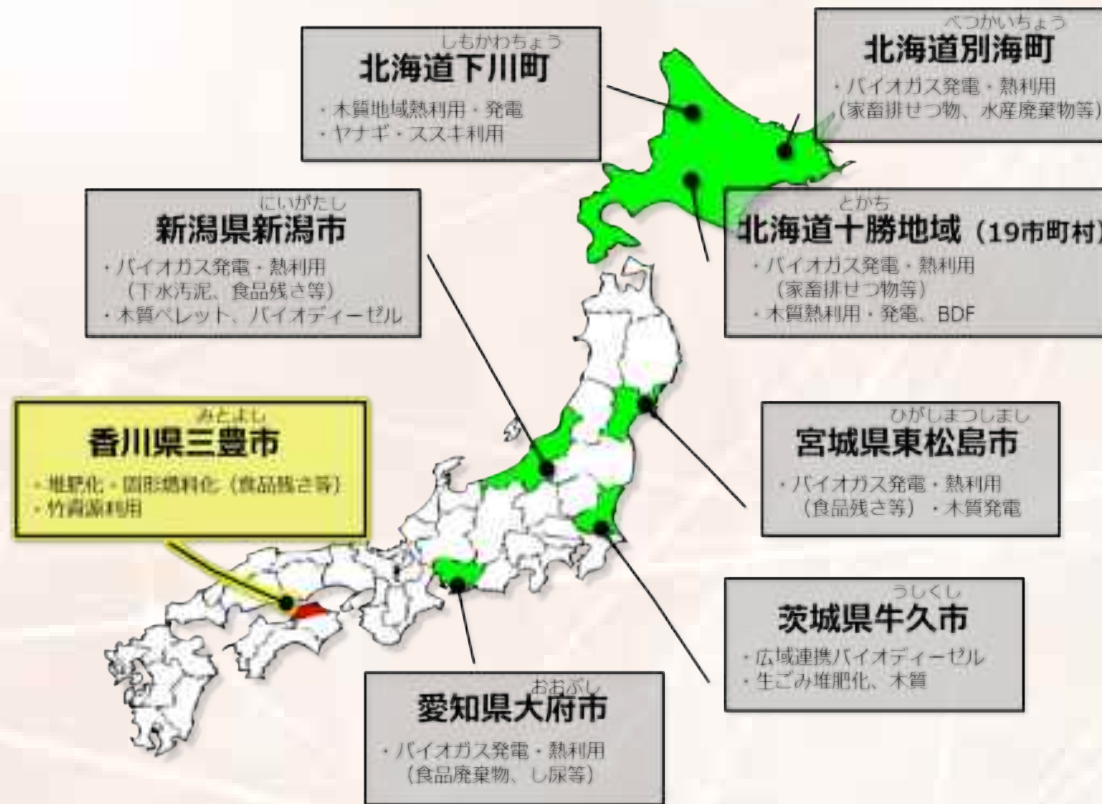 しもかわちょう
北海道下川町
・木質地域熱利用・発電
・ヤナギ・ススキ利用
べつかいちょう
北海道別海町
・バイオガス発電・熱利用
（家畜排せつ物、水産廃棄物等）
にいがたし
新潟県新潟市
・バイオガス発電・熱利用
（下水汚泥、食品残さ等）
・木質ペレット、バイオディーゼル
とかち
北海道十勝地域（19市町村）
・バイオガス発電・熱利用
（家畜排せつ物等）
・木質熱利用・発電、BDF
みとよし
香川県三豊市
・堆肥化・固形燃料化（食品残さ等）
・竹資源利用
ひがしまつしまし
宮城県東松島市
・バイオガス発電・熱利用
（食品残さ等）・木質発電
うしくし
茨城県牛久市
・広域連携バイオディーゼル
・生ごみ堆肥化、木質
おおぶし
愛知県大府市
・バイオガス発電・熱利用
（食品廃棄物、し尿等）